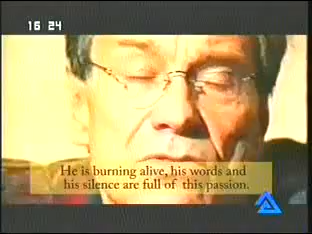 16 24
He is burning alive, his words and
his silence are full of this passion.